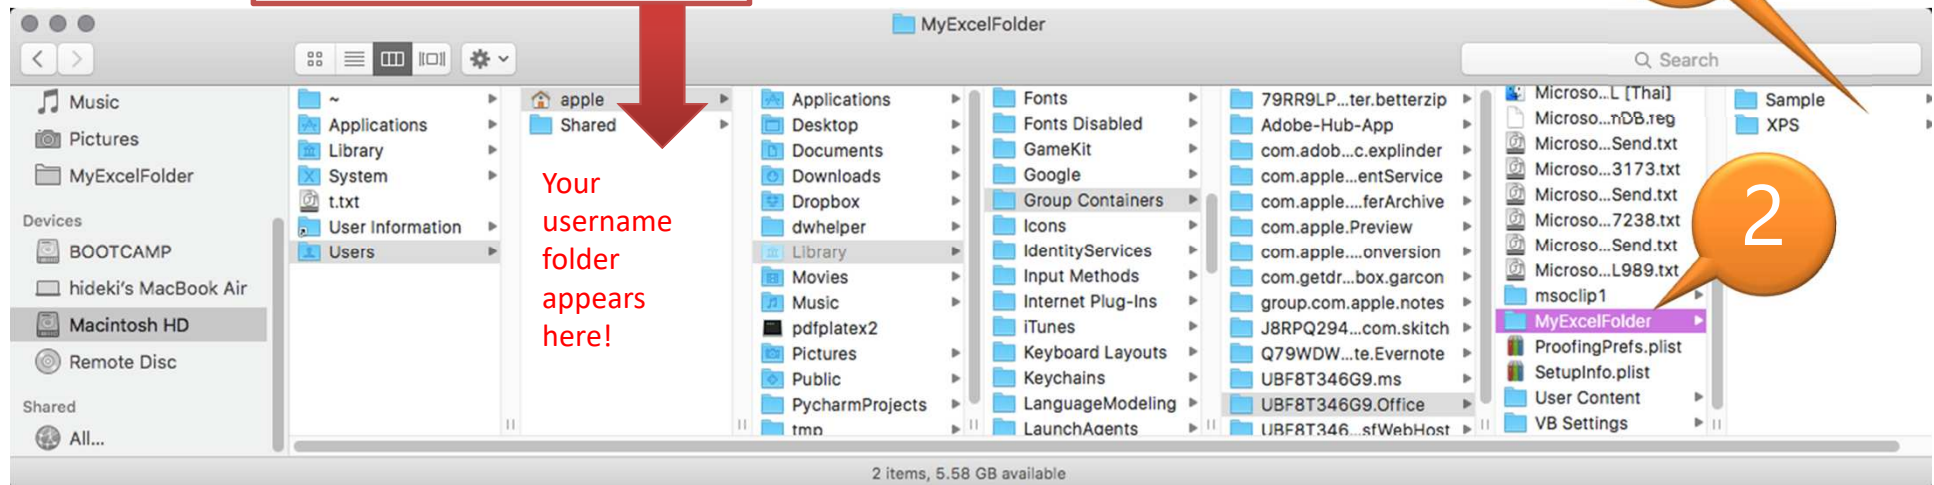 MyExcelFolder
Search
Music
Pictures
MyExcelFolder
Devices
BOOTCAMP
hideki's MacBook Air
Macintosh HD
Remote Disc
Shared
All...
~
Applications
Library
System
t.txt
User Information
Users
apple
Shared
Your
username
folder
appears
here!
Applications
Desktop
Documents
Downloads
Dropbox
dwhelper
Library
Movies
Music
pdfplatex2
Pictures
Public
PycharmProjects
tmp
Fonts
Fonts Disabled
GameKit
Google
Group Containers
Icons
IdentityServices
Input Methods
Internet Plug-Ins
iTunes
Keyboard Layouts
Keychains
LanguageModeling
LaunchAgents
79RR9LP...ter.betterzip
Adobe-Hub-App
com.adob...c.explinder
com.apple...entService
com.apple....ferArchive
com.apple.Preview
com.apple....onversion
com.getdr...box.garcon
group.com.apple.notes
J8RPQ294...com.skitch
Q79WDW...te.Evernote
UBF8T346G9.ms
UBF8T346G9.Office
UBF8T346...sfWebHost
Microso...L [Thai]
Microso...nDB.reg
Microso...Send.txt
Microso...3173.txt
Microso...Send.txt
Microso...7238.txt
Microso...Send.txt
Microso...L989.txt
msoclip1
MyExcelFolder
ProofingPrefs.plist
SetupInfo.plist
User Content
VB Settings
Sample
XPS
2
2 items, 5.58 GB available